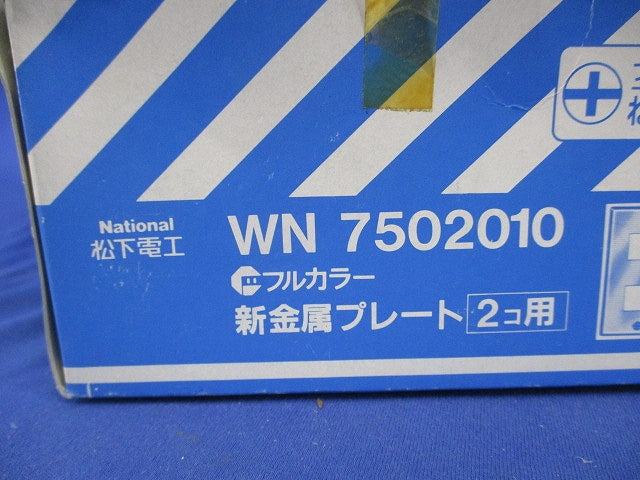 National
松下電工
WN 7502010
フルカラー
新金属プレート 2コ用